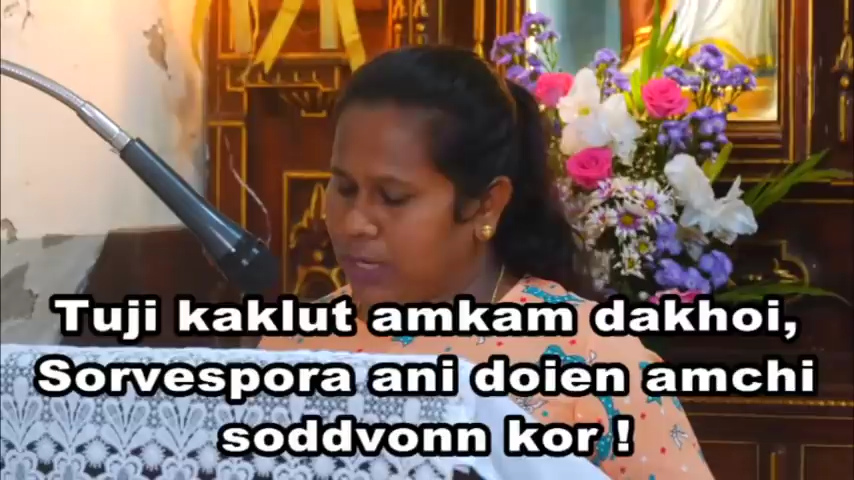 Tuji kaklut amkam dakhoi,
Sorvespora ani doien amchi
soddvonn kor !